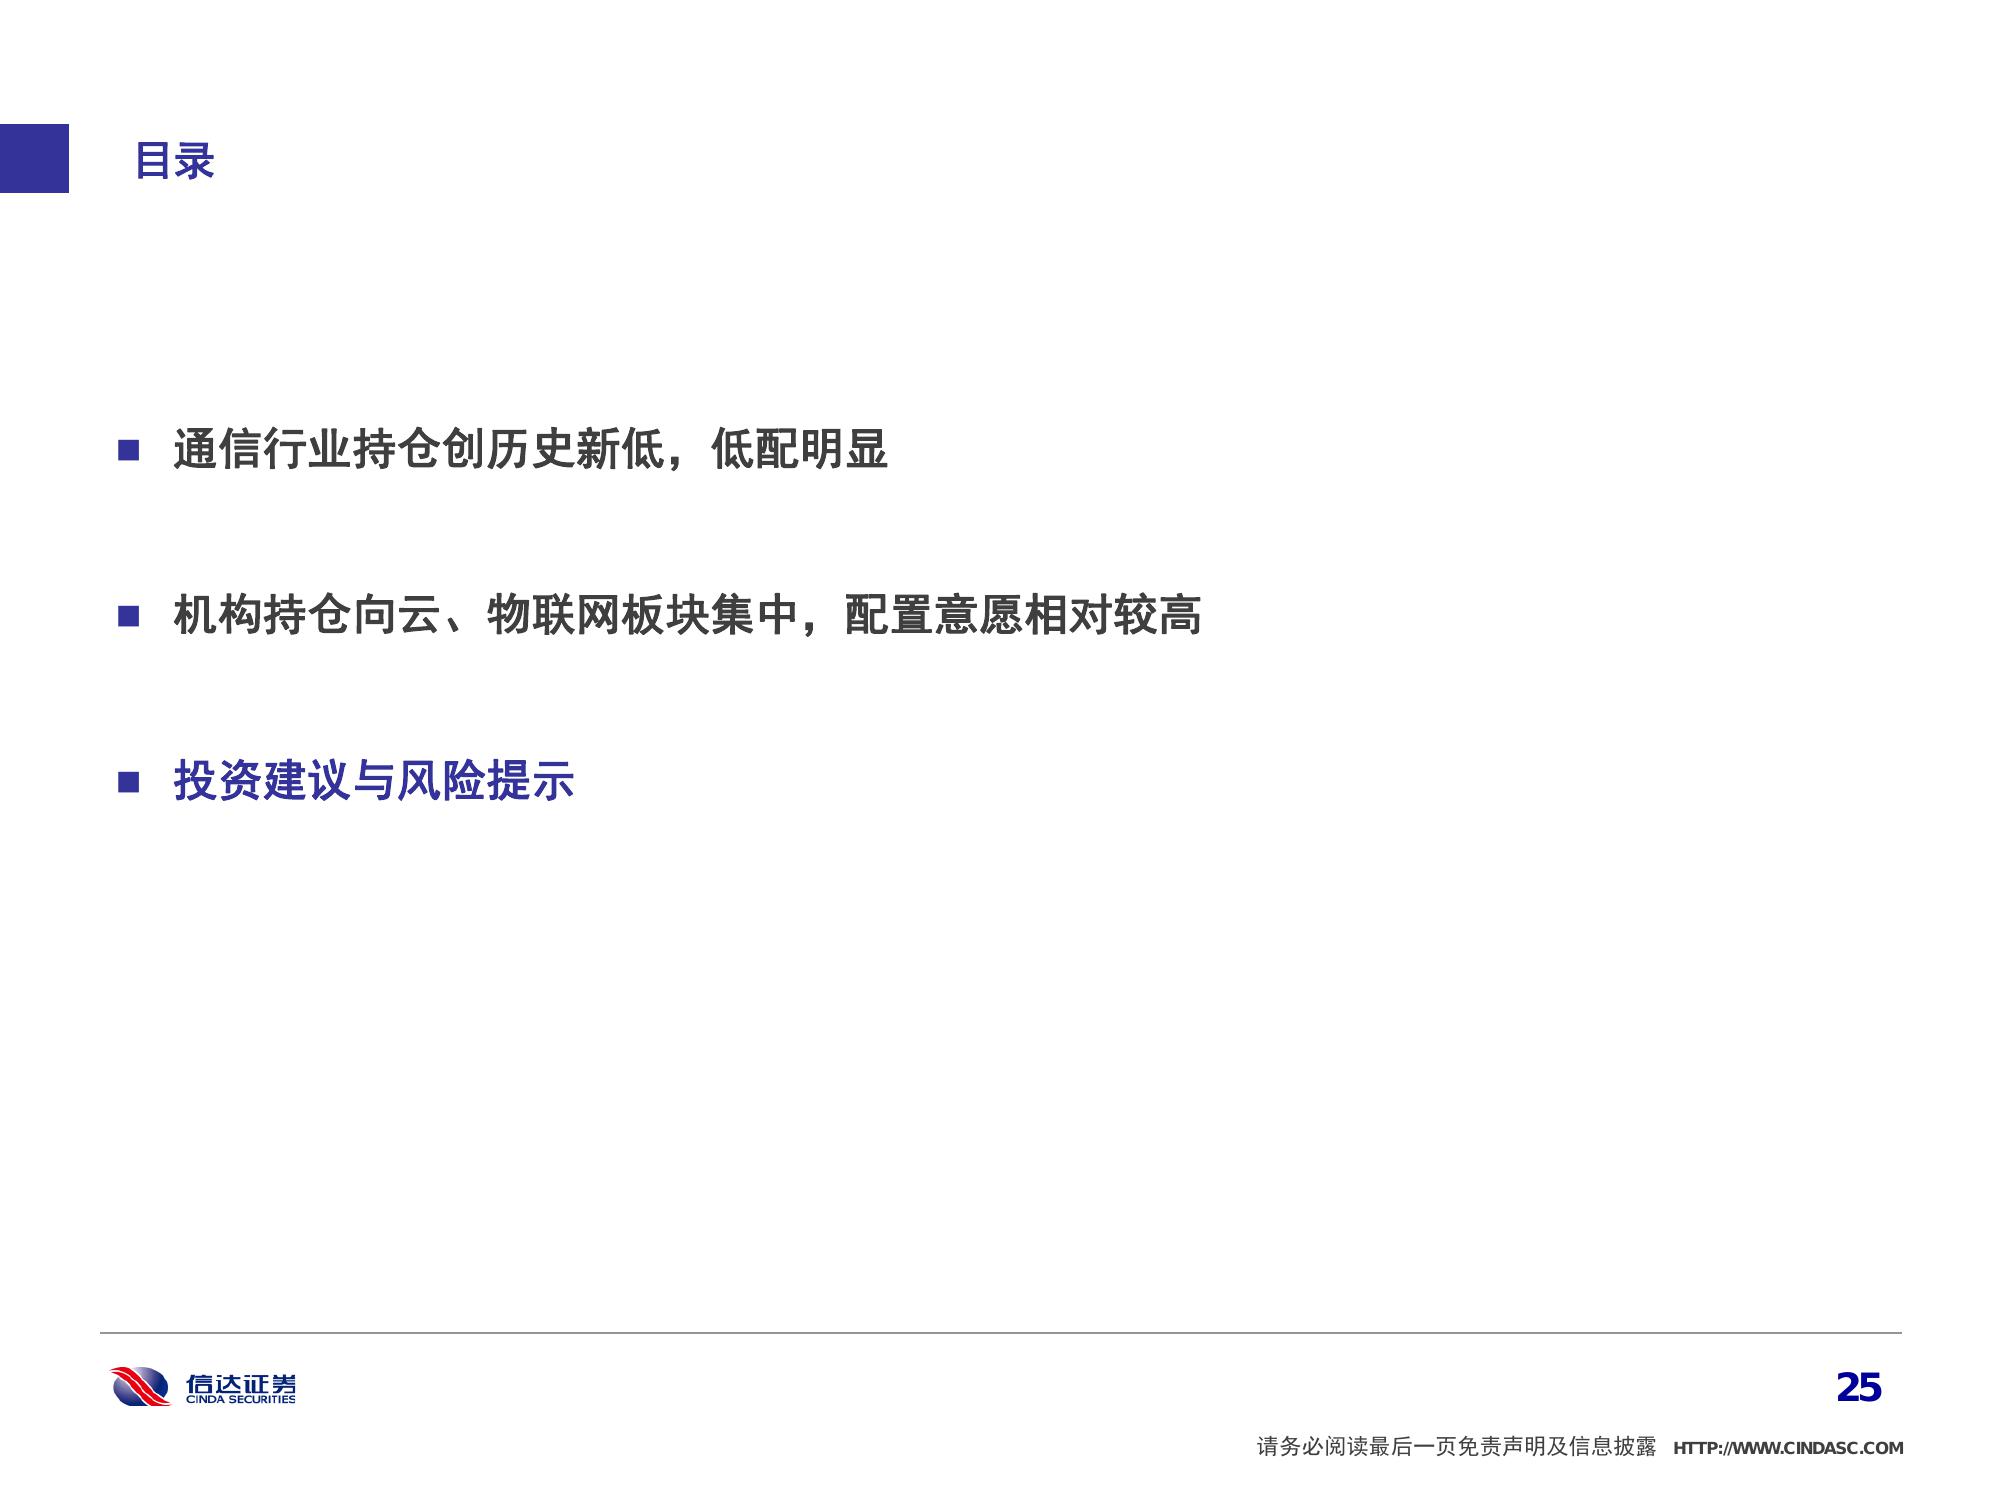 目录
通信行业持仓创历史新低，低配明显
机构持仓向云、物联网板块集中，配置意愿相对较高
投资建议与风险提示
信达证券
CINDA SECURITIES
25
请务必阅读最后一页免责声明及信息披露 HTTP://WWW.CINDASC.COM